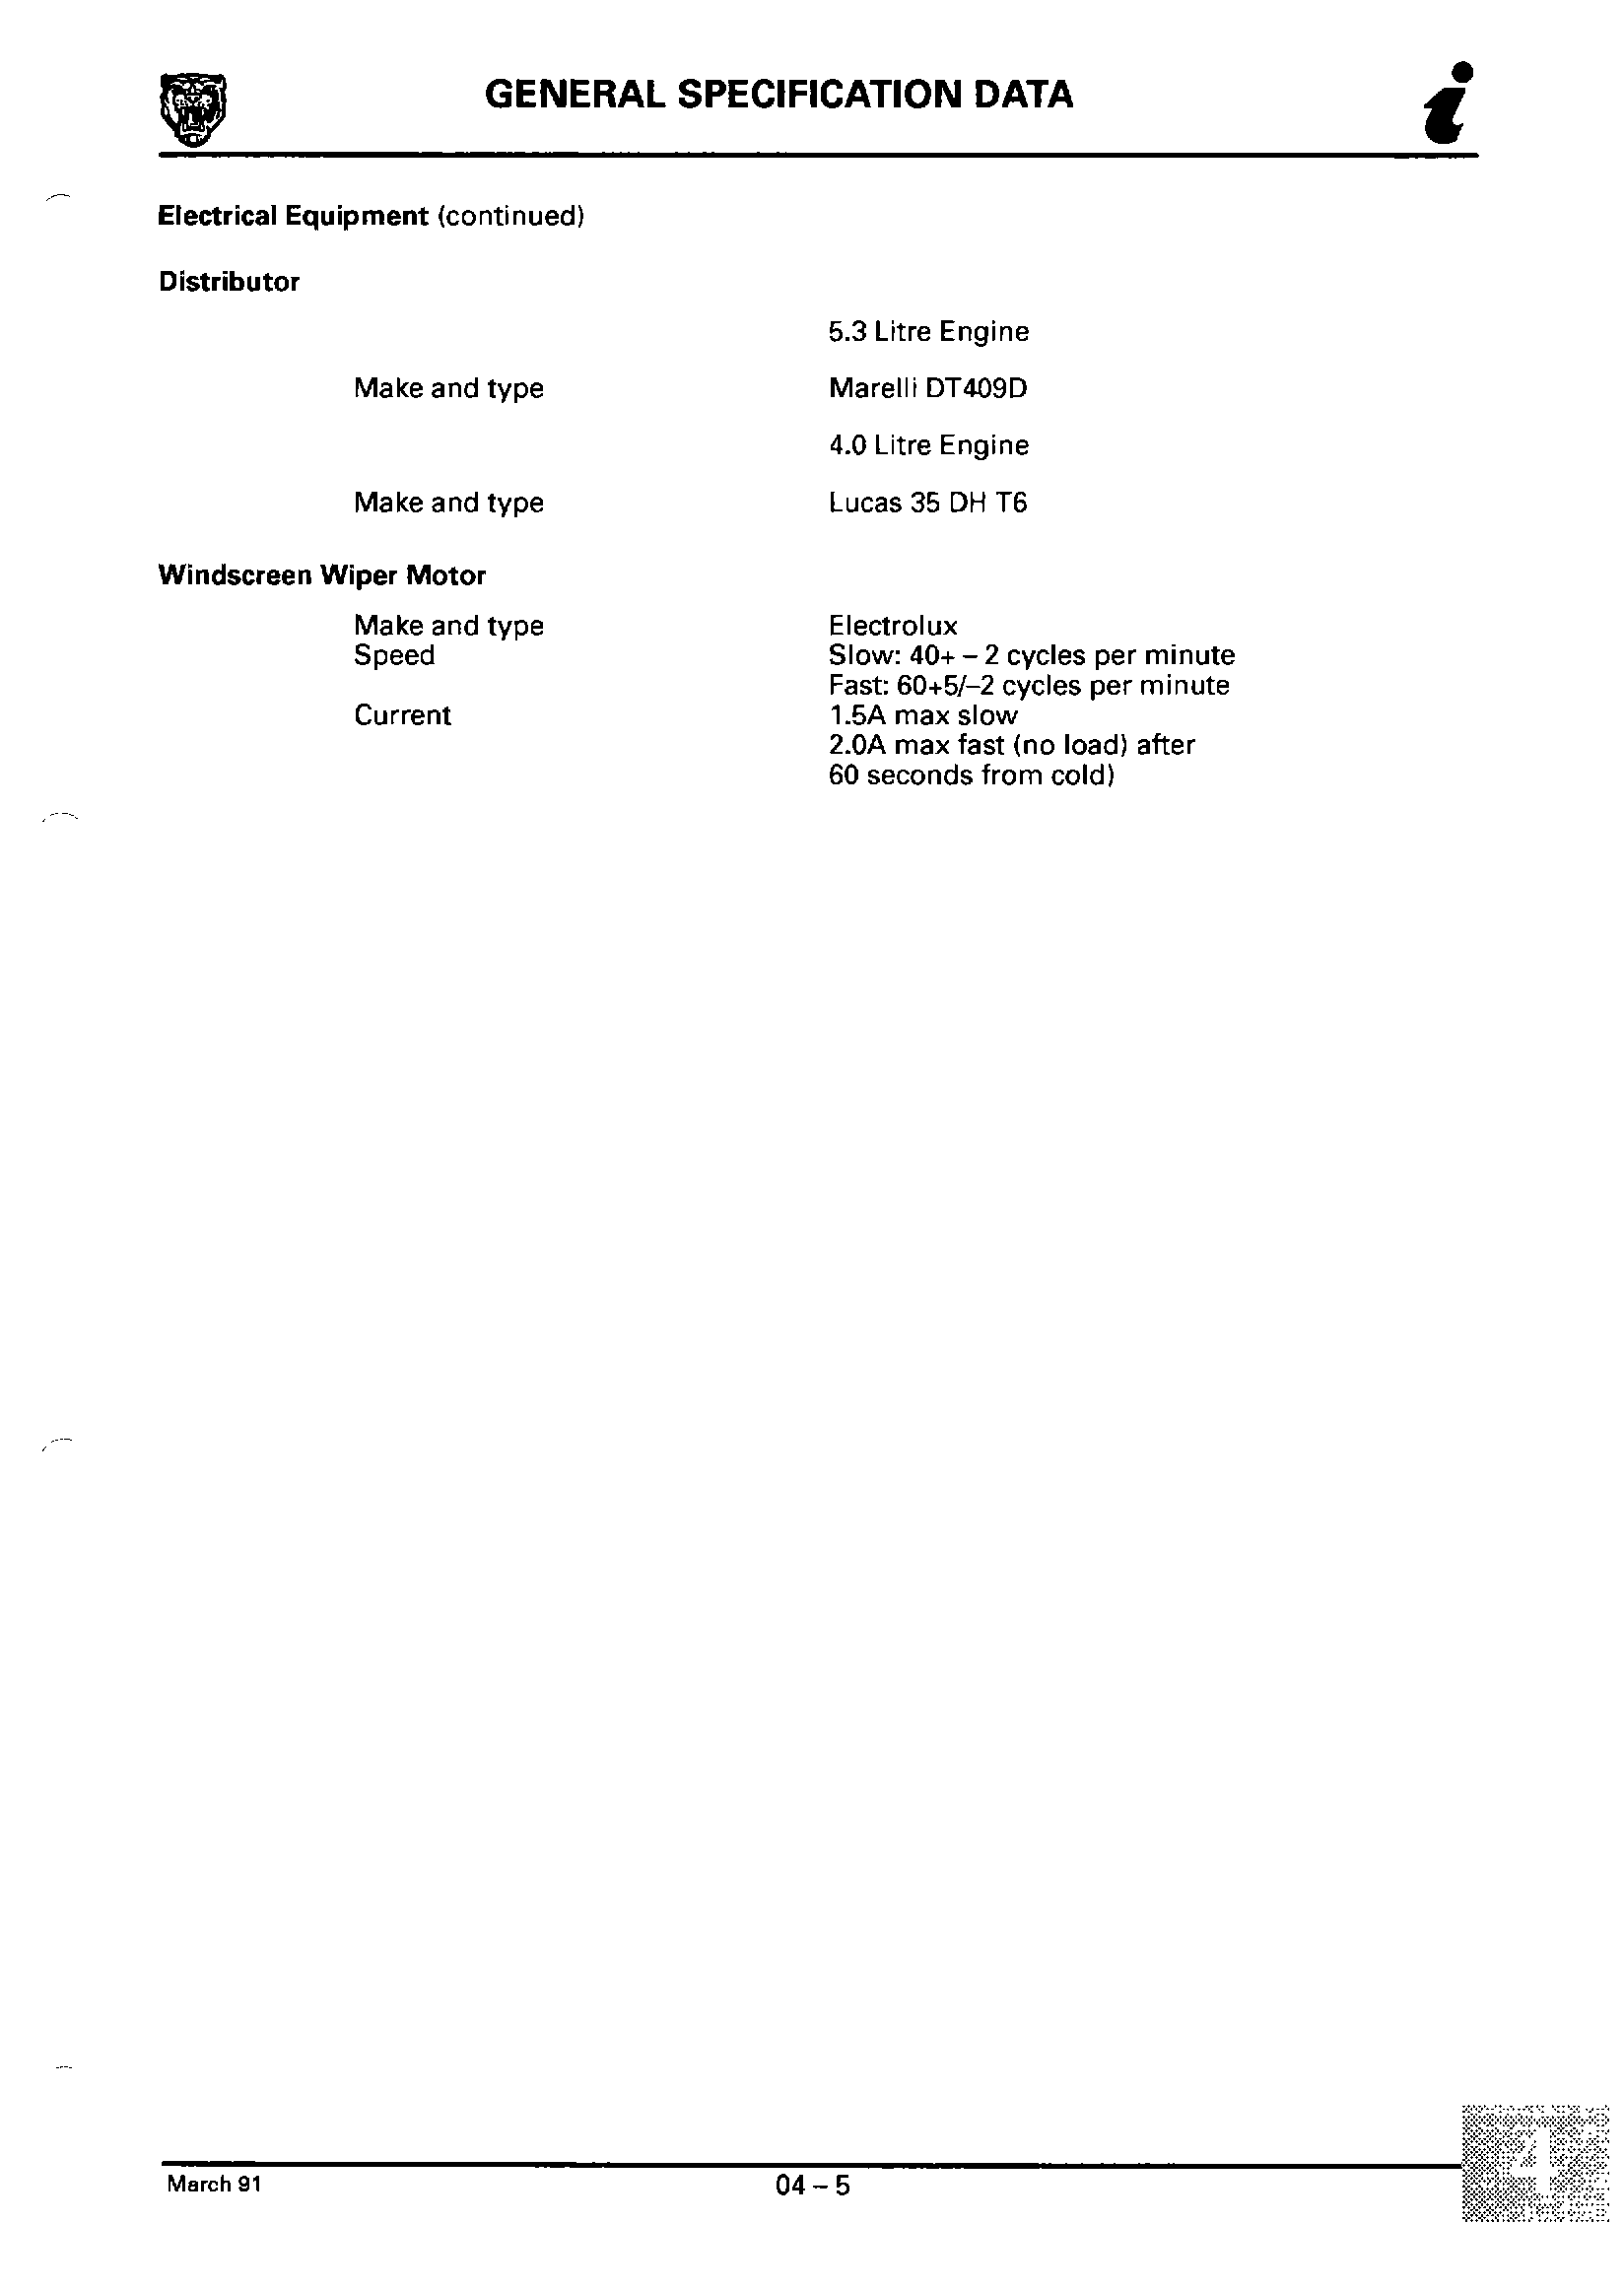 GENERAL SPECIFICATION DATA
i
Electrical Equipment (continued)
Distributor
5.3 Litre Engine
Make and type Marelli DT409D
4.0 Litre Engine
Make and type Lucas 35 DH T6
Windscreen Wiper Motor
Make and type Electrolux
Speed Slow: 40+ – 2 cycles per minute
Fast: 60+5/–2 cycles per minute
Current 1.5A max slow
2.0A max fast (no load) after
60 seconds from cold)
March 91 04 – 5
4